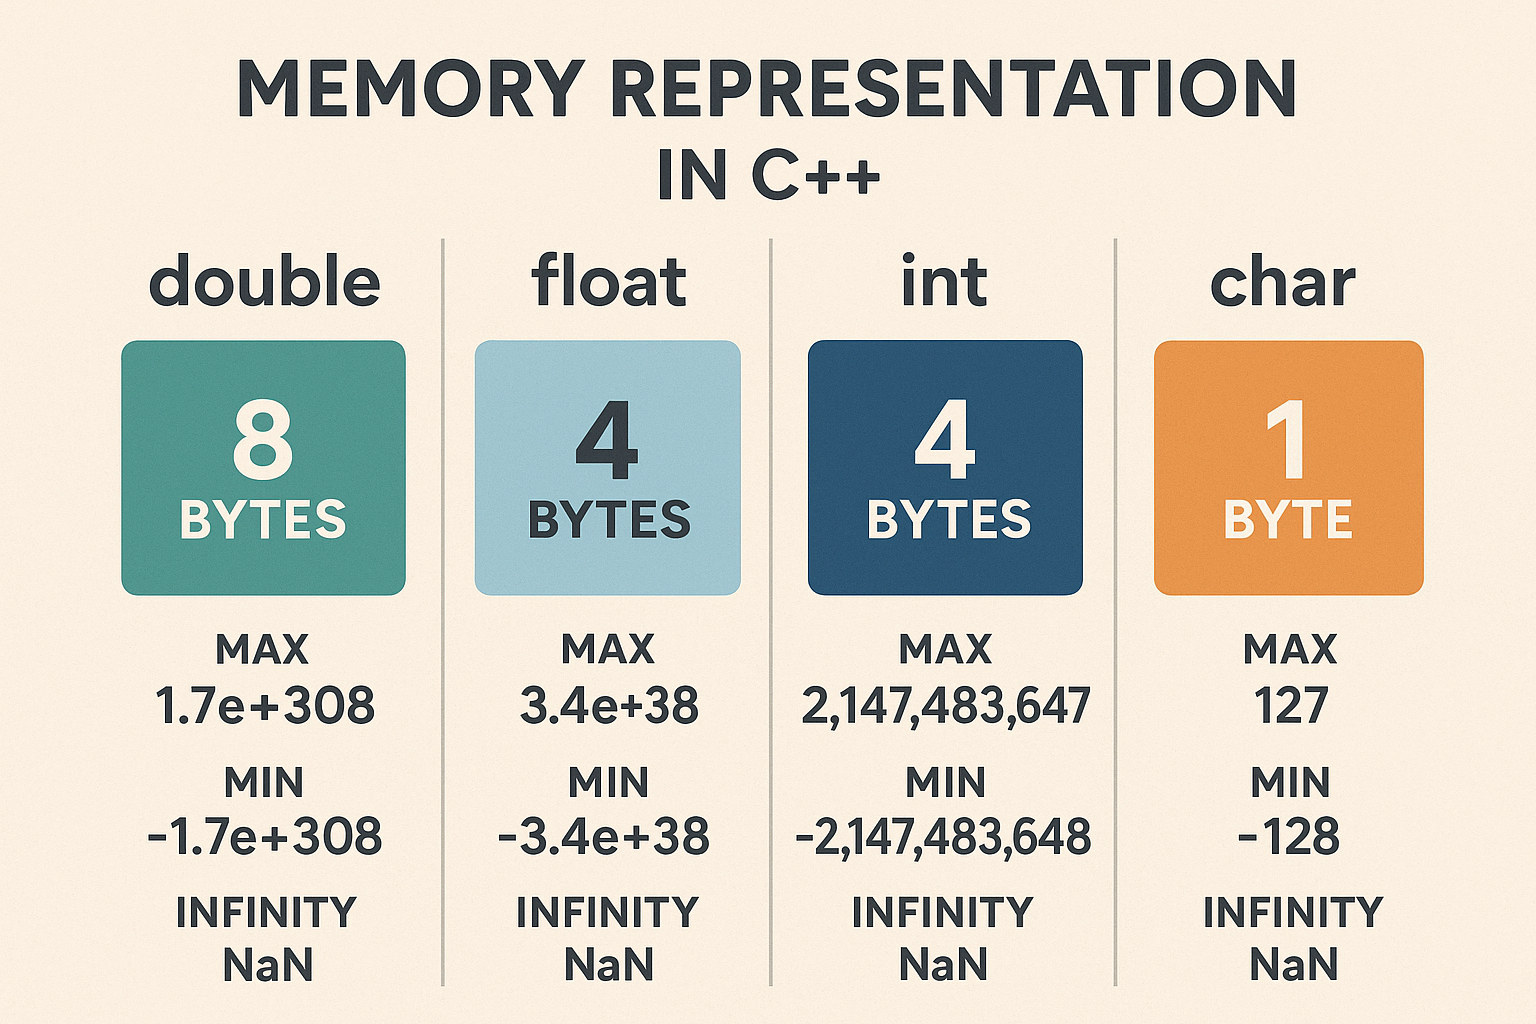 MEMORY REPRESENTATION
IN C++
double
8
BYTES
MAX
1.7e+308
MIN
-1.7e+308
INFINITY
NaN
float
4
BYTES
MAX
3.4e+38
MIN
-3.4e+38
INFINITY
NaN
int
4
BYTES
MAX
2,147,483,647
MIN
-2,147,483,648
INFINITY
NaN
char
1
BYTE
MAX
127
MIN
-128
INFINITY
NaN